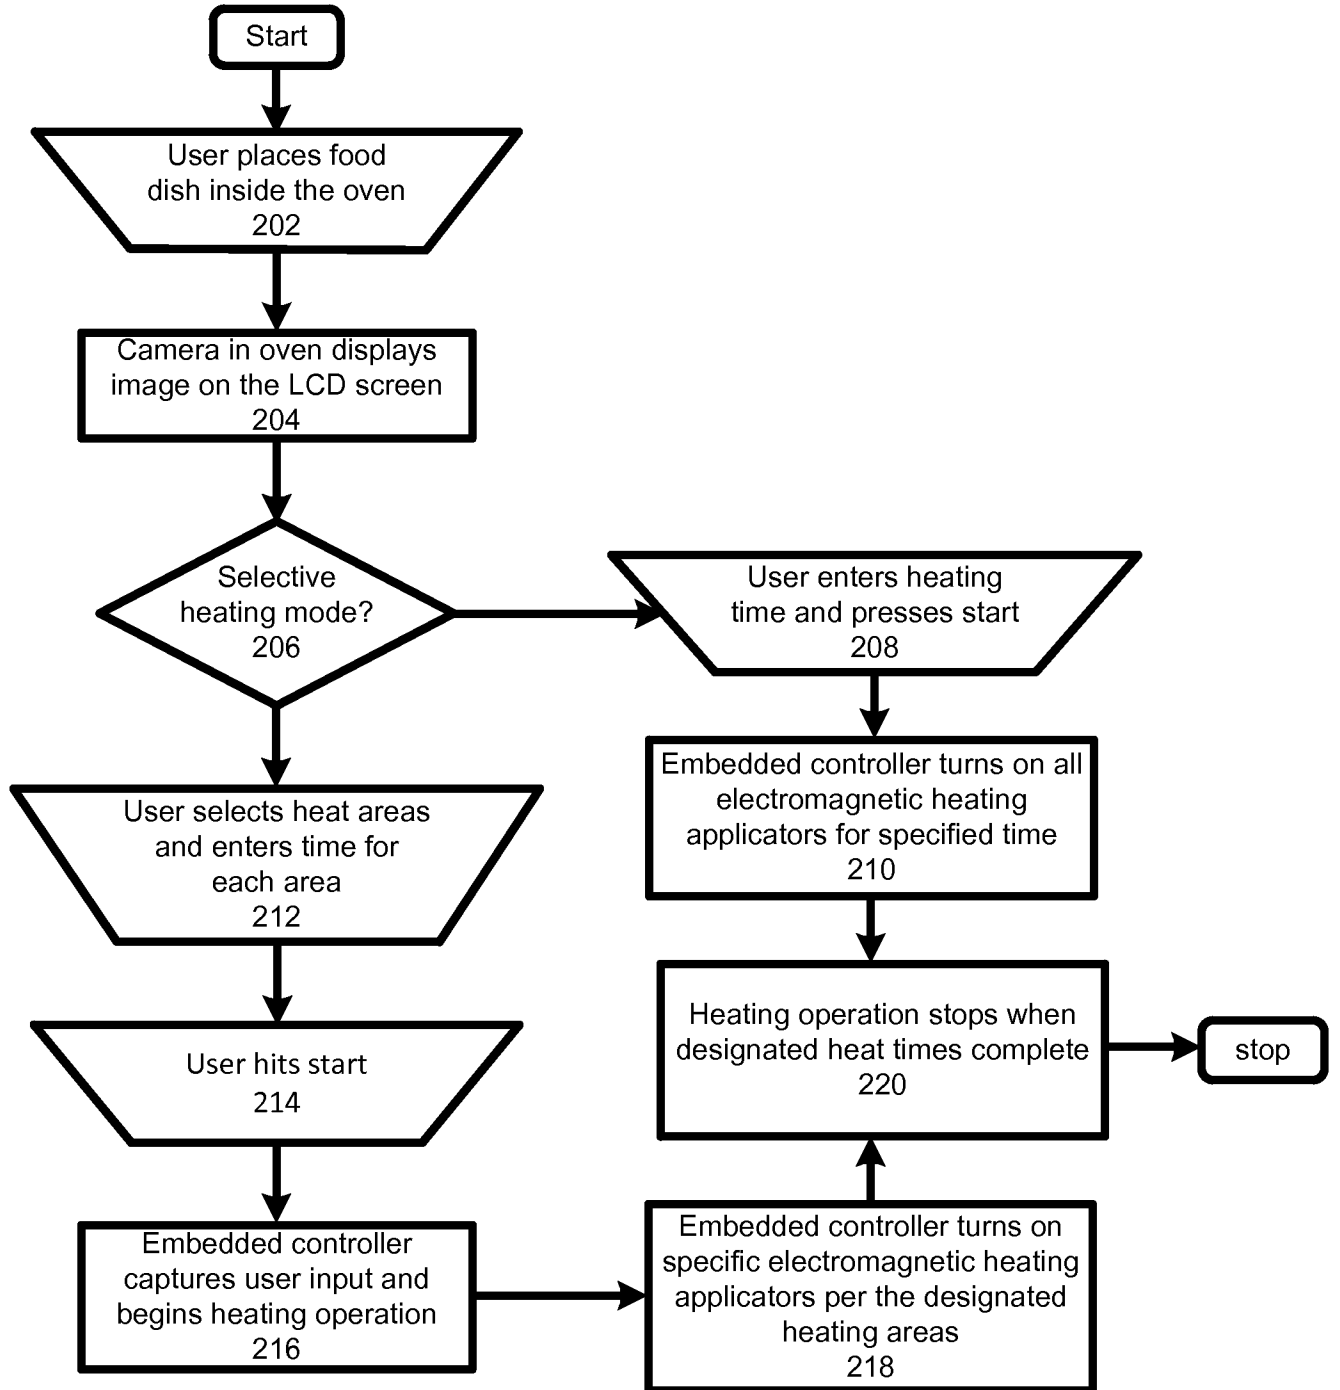 Start
User places food
dish inside the oven
202
Camera in oven displays
image on the LCD screen
204
Selective
heating mode?
206
User enters heating
time and presses start
208
Embedded controller turns on all
electromagnetic heating
applicators for specified time
210
User selects heat areas
and enters time for
each area
212
User hits start
214
Embedded controller
captures user input and
begins heating operation
216
Embedded controller turns on
specific electromagnetic heating
applicators per the designated
heating areas
218
Heating operation stops when
designated heat times complete
220
stop